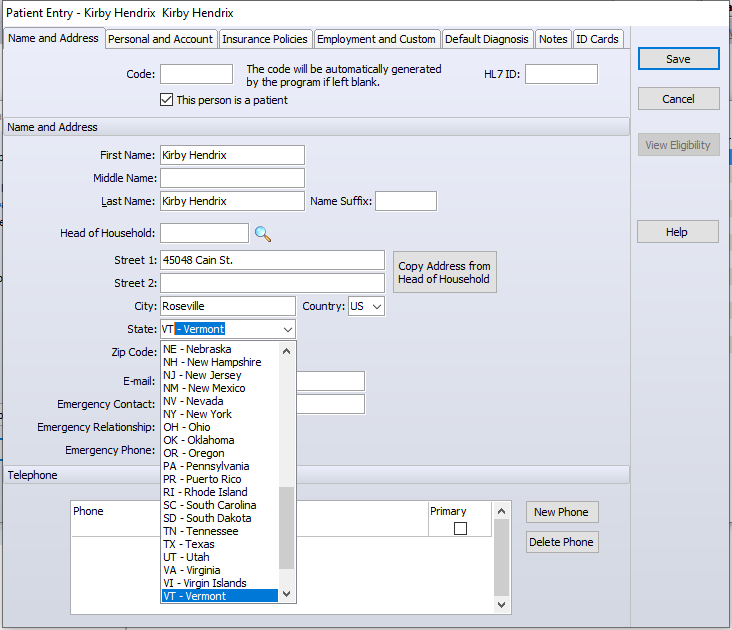 Patient Entry - Kirby Hendrix  Kirby Hendrix
Name and Address
Personal and Account
Insurance Policies
Employment and Custom
Default Diagnosis
Notes
ID Cards
Code:
The code will be automatically generated
by the program if left blank.
HL7 ID:
This person is a patient
Save
Cancel
View Eligibility
Help
Name and Address
First Name: Kirby Hendrix
Middle Name:
Last Name: Kirby Hendrix
Name Suffix:
Head of Household:
Street 1: 45048 Cain St.
Street 2:
Copy Address from
Head of Household
City: Roseville
Country: US
State: VT - Vermont
Zip Code:
E-mail:
Emergency Contact:
Emergency Relationship:
Emergency Phone:
NE - Nebraska
NH - New Hampshire
NJ - New Jersey
NM - New Mexico
NV - Nevada
NY - New York
OH - Ohio
OK - Oklahoma
OR - Oregon
PA - Pennsylvania
PR - Puerto Rico
RI - Rhode Island
SC - South Carolina
SD - South Dakota
TN - Tennessee
TX - Texas
UT - Utah
VA - Virginia
VI - Virgin Islands
VT - Vermont
Telephone
Phone
Primary
New Phone
Delete Phone